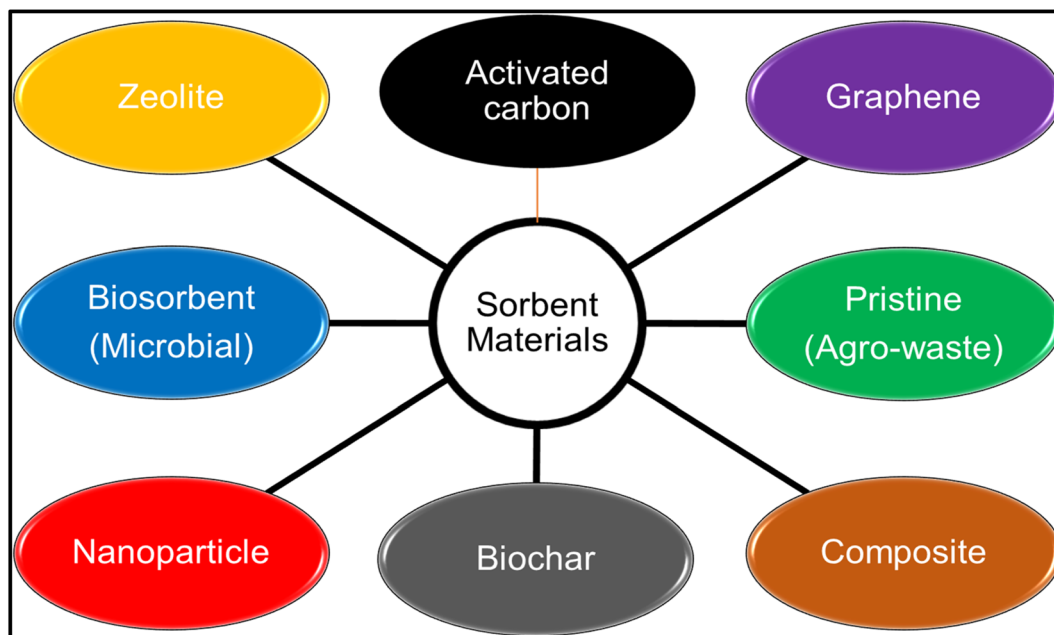 Zeolite
Activated
carbon
Graphene
Biosorbent
(Microbial)
Sorbent
Materials
Pristine
(Agro-waste)
Nanoparticle
Biochar
Composite